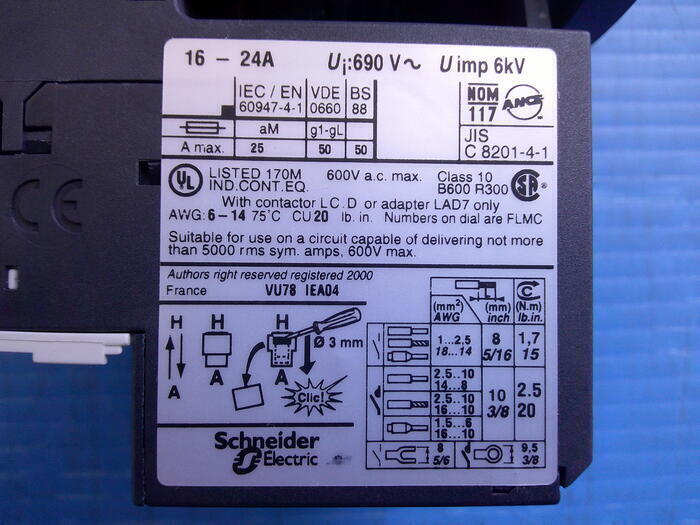 16 – 24A Ui:690 V~ U imp 6kV
IEC / EN VDE BS
60947-4-1 0660 88
aM g1-gL
A max. 25 50 50
NOM
117
ANCE
JIS
C 8201-4-1
UL LISTED 170M 600V a.c. max. Class 10
IND.CONT.EQ. B600 R300
With contactor LC.D or adapter LAD7 only
AWG:6–14 75°C CU20 lb. in. Numbers on dial are FLMC
Suitable for use on a circuit capable of delivering not more
than 5000 rms sym. amps, 600V max.
Authors right reserved registered 2000
France VU78 IEA04
H H H
Ø 3 mm
A A
Clic!
(mm²) (mm) (N.m)
AWG inch lb.in.
1...2.5 8 1,7
18...14 5/16 15
2.5...10
14...8
2.5...10 10 2.5
16...10 3/8 20
1.5...6
16...10
8 9,5
5/6 3/8
Schneider
Electric
CE